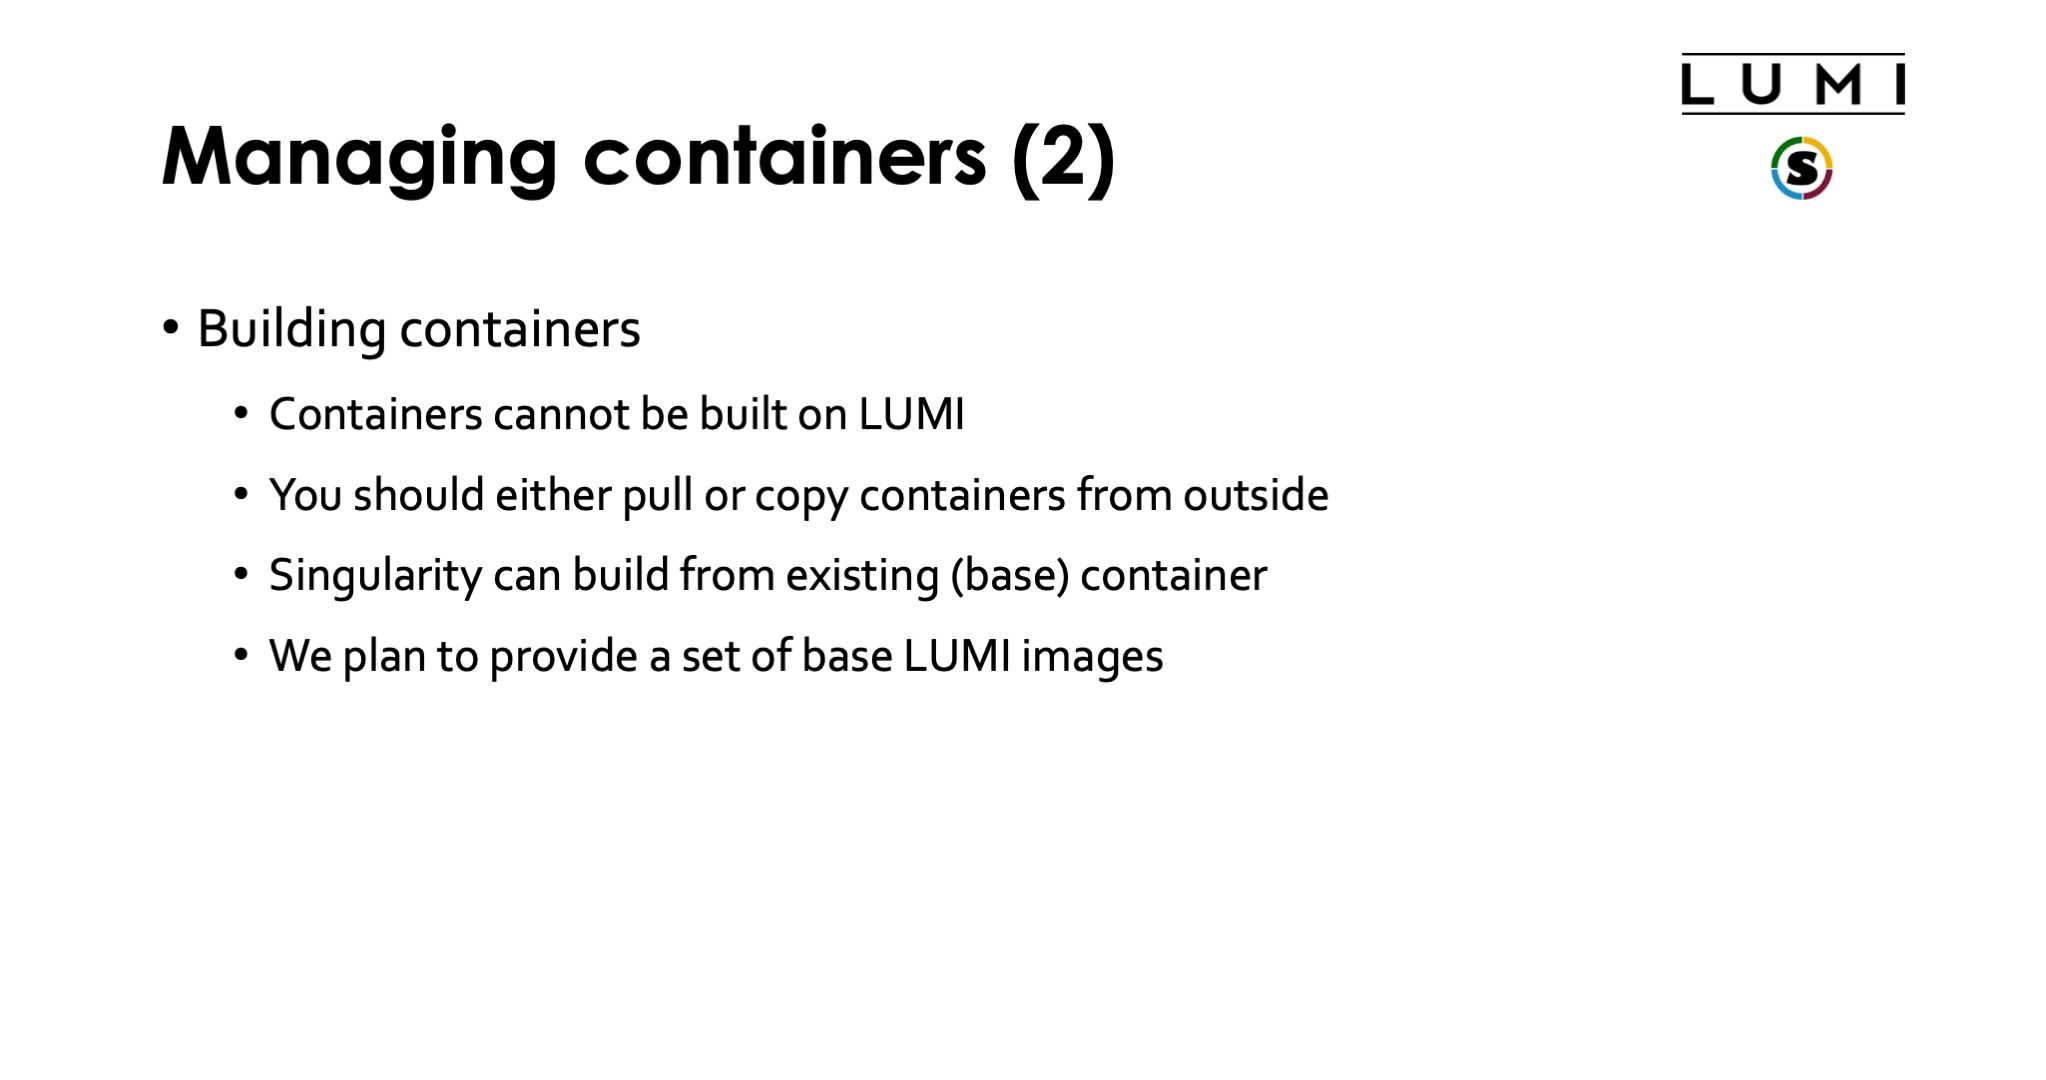 LUMI
S
Managing containers (2)
• Building containers
• Containers cannot be built on LUMI
• You should either pull or copy containers from outside
• Singularity can build from existing (base) container
• We plan to provide a set of base LUMI images